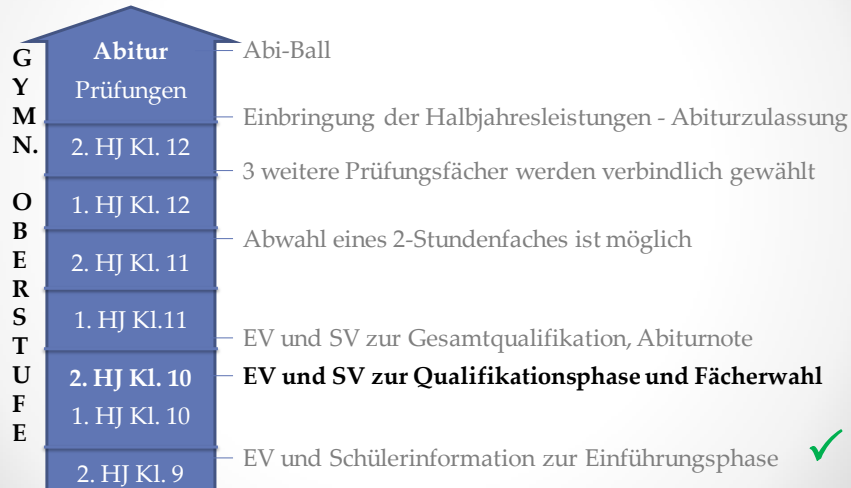 GYMN. OBERSTUFE
Abitur
Abi-Ball
Prüfungen
Einbringung der Halbjahresleistungen - Abiturzulassung
2. HJ Kl. 12
3 weitere Prüfungsfächer werden verbindlich gewählt
1. HJ Kl. 12
Abwahl eines 2-Stundenfaches ist möglich
2. HJ Kl. 11
1. HJ Kl.11
EV und SV zur Gesamtqualifikation, Abiturnote
2. HJ Kl. 10
EV und SV zur Qualifikationsphase und Fächerwahl
1. HJ Kl. 10
EV und Schülerinformation zur Einführungsphase
2. HJ Kl. 9